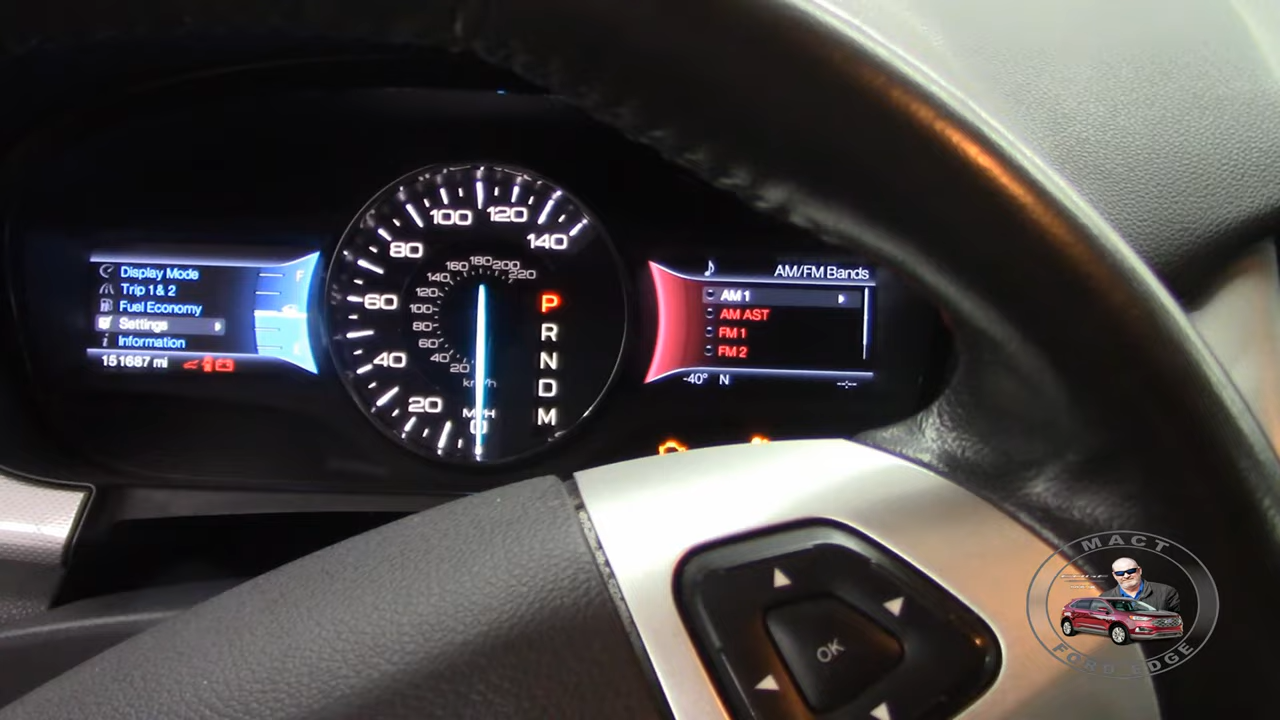 Display Mode
Trip 1 & 2
Fuel Economy
Settings
Information
151687 mi
F
E
20
40
60
80
100
120
140
20
40
60
80
100
120
140
160
180
200
220
km/h
MPH
P
R
N
D
M
AM/FM Bands
AM 1
AM AST
FM 1
FM 2
-40° N --:--
OK
MACT
FORD EDGE